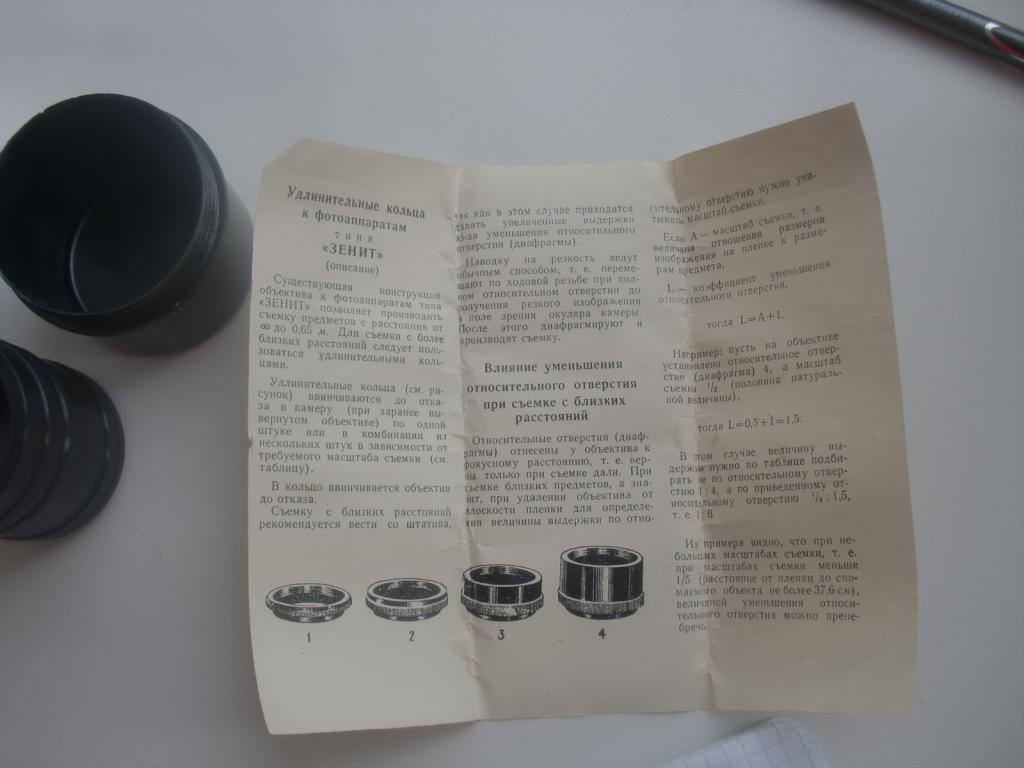 Удлинительные кольца
к фотоаппаратам
типа
«ЗЕНИТ»
(описание)
Существующая конструкция
объектива к фотоаппаратам типа
«ЗЕНИТ» позволяет производить
съемку предметов с расстояния от
∞ до 0,65 м. Для съемки с более
близких расстояний следует поль-
зоваться удлинительными коль-
цами.
Удлинительные кольца (см. ри-
сунок) ввинчиваются до отка-
за в камеру (при заранее вы-
вернутом объективе) по одной
штуке или в комбинации из
нескольких штук в зависимости от
требуемого масштаба съемки (см.
таблицу).
В кольцо ввинчивается объектив
до отказа.
Съемку с близких расстояний
рекомендуется вести со штатива,
так как в этом случае приходится
давать увеличенные выдержки
из-за уменьшения относительного
отверстия (диафрагмы).
Наводку на резкость ведут
обычным способом, т. е. переме-
щают по ходовой резьбе при пол-
ном относительном отверстии до
получения резкого изображения
в поле зрения окуляра камеры.
После этого диафрагмируют и
производят съемку.
Влияние уменьшения
относительного отверстия
при съемке с близких
расстояний
Относительные отверстия (диаф-
рагмы) отнесены у объектива к
фокусному расстоянию, т. е. вер-
ны только при съемке дали. При
съемке близких предметов, а зна-
чит, при удалении объектива от
плоскости пленки для определе-
ния величины выдержки по отно-
сительному отверстию нужно учи-
тывать масштаб съемки.
Если А — масштаб съемки, т. е.
величина отношения размеров
изображения на пленке к разме-
рам предмета,
L — коэффициент уменьшения
относительного отверстия,
тогда L=A+1.
Например: пусть на объективе
установлено относительное отвер-
стие (диафрагма) 4, а масштаб
съемки 1/2 (половина натураль-
ной величины),
тогда L=0,5+1=1,5.
В этом случае величину вы-
держки нужно по таблице подби-
рать не по относительному отвер-
стию 1:4, а по приведенному от-
носительному отверстию 1/4 : 1,5,
т. е. 1:6.
Из примера видно, что при не-
больших масштабах съемки, т. е.
при масштабах съемки меньше
1/5 (расстояние от пленки до сни-
маемого объекта не более 37,6 см),
величиной уменьшения относи-
тельного отверстия можно прене-
бречь.
1 2 3 4